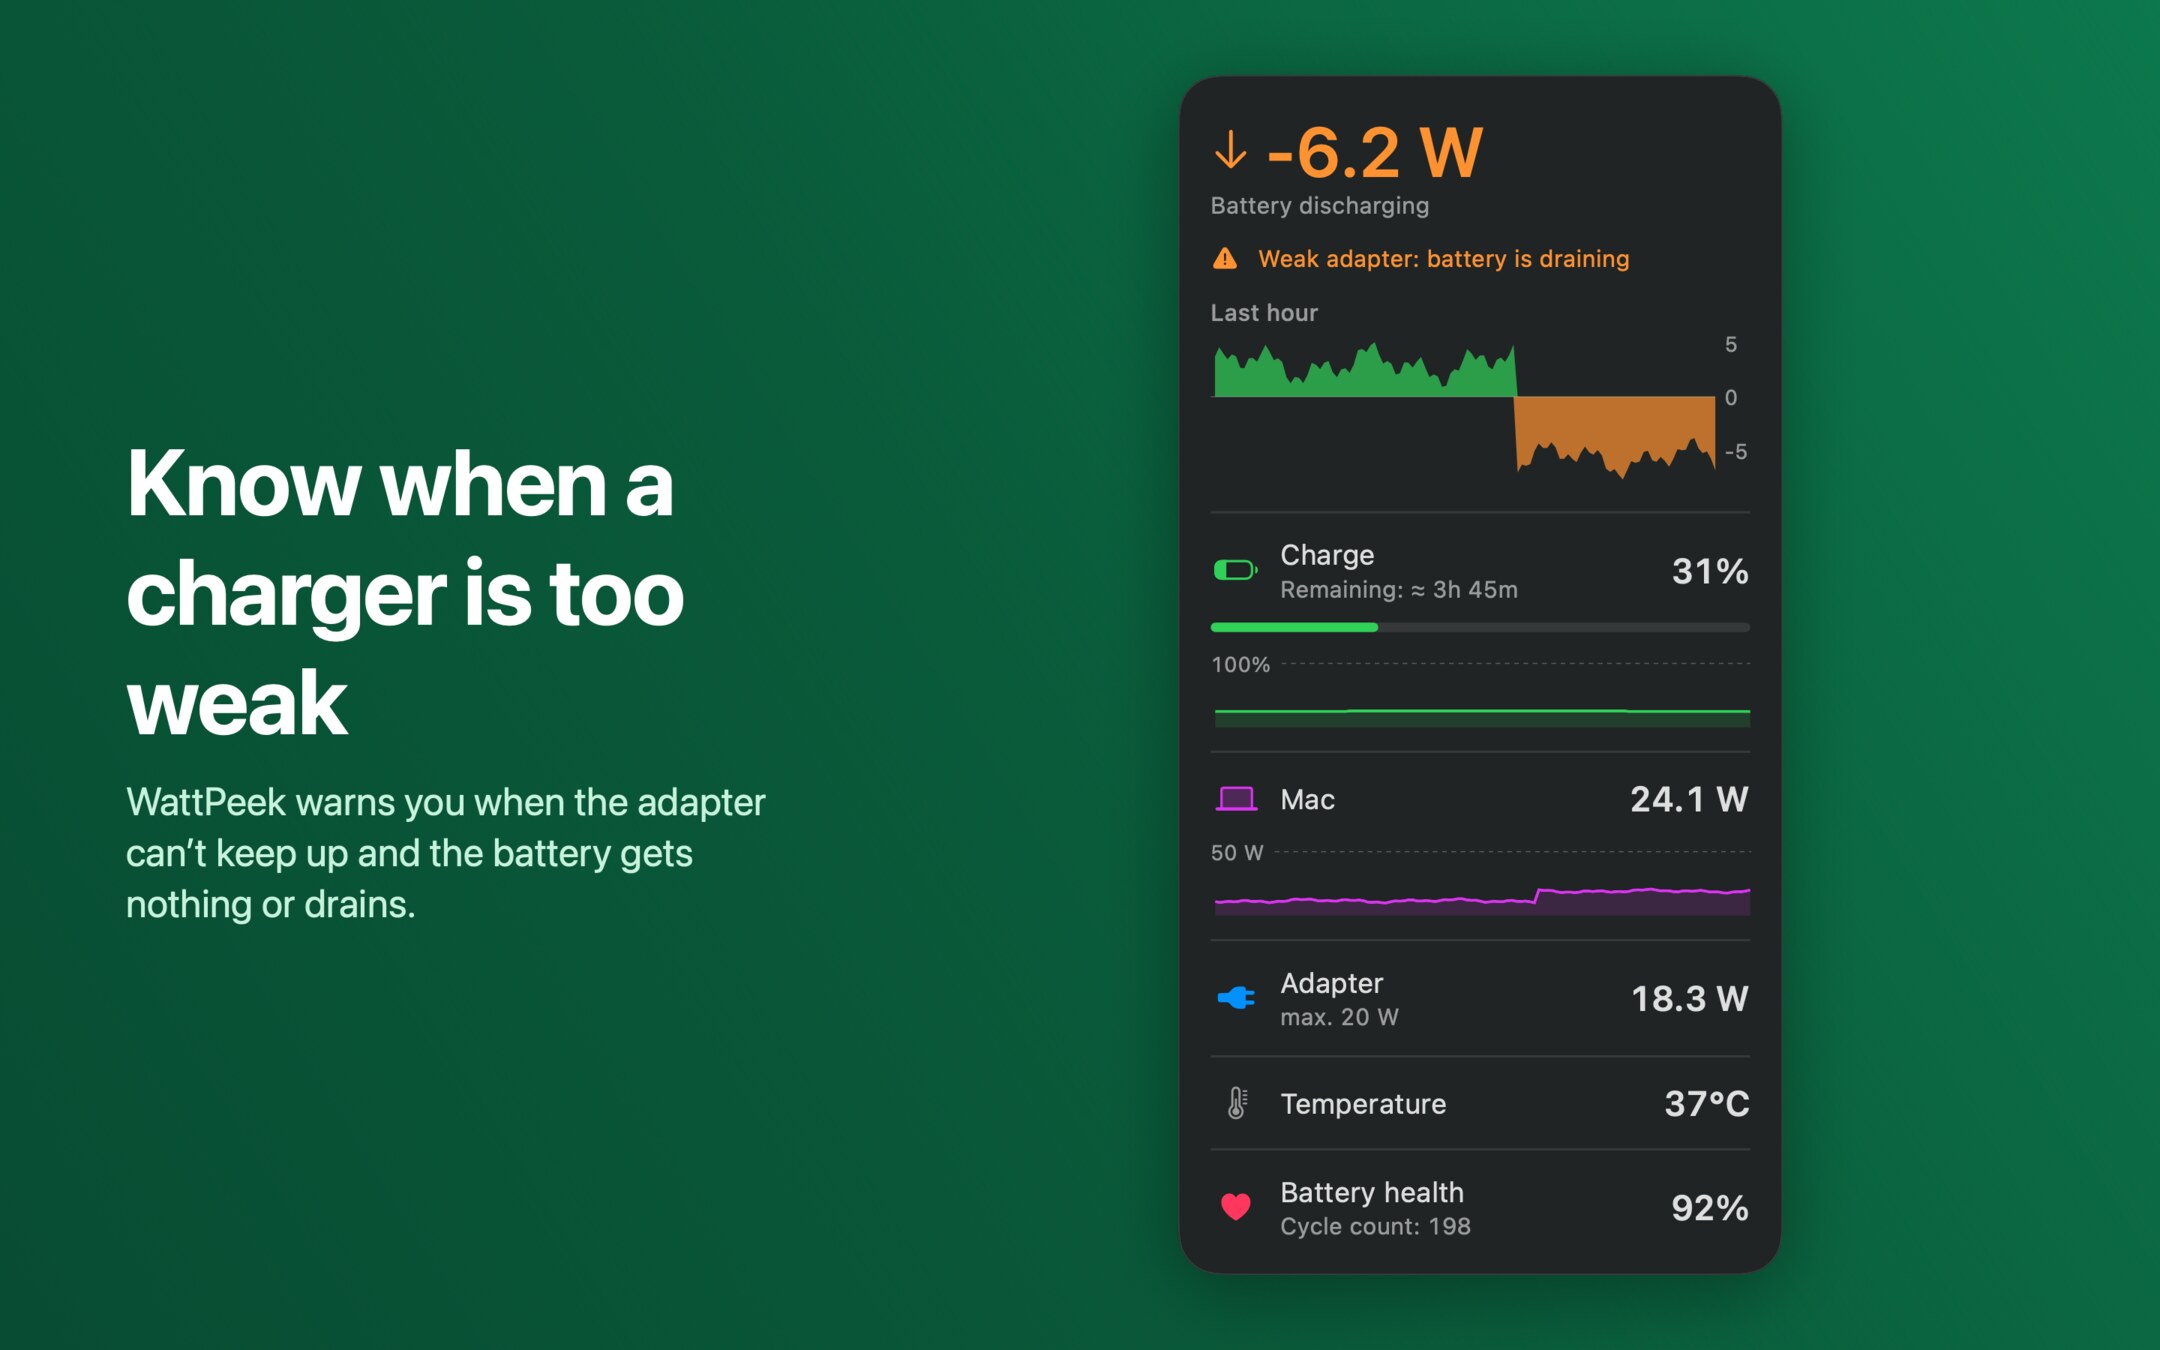 Know when a
charger is too
weak
WattPeek warns you when the adapter
can’t keep up and the battery gets
nothing or drains.
-6.2 W
Battery discharging
Weak adapter: battery is draining
Last hour
5
0
-5
Charge
Remaining: ≈ 3h 45m
31%
100%
Mac
24.1 W
50 W
Adapter
max. 20 W
18.3 W
Temperature
37°C
Battery health
Cycle count: 198
92%